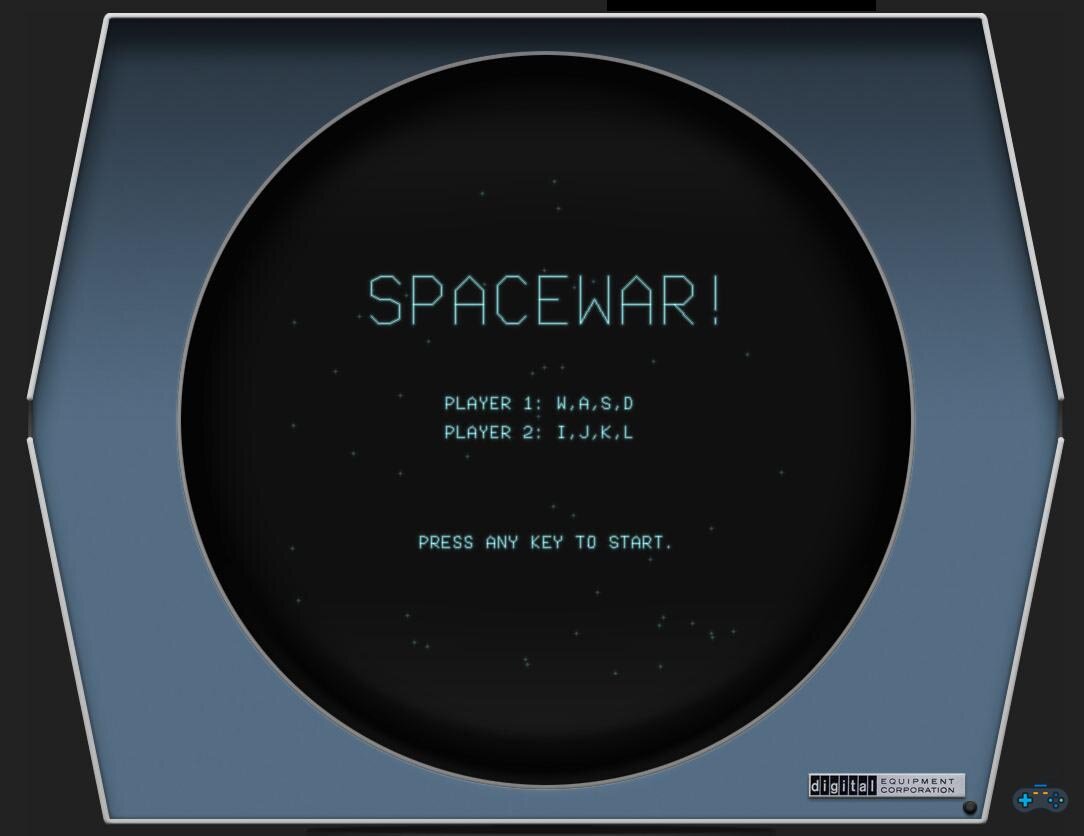 SPACEWAR!
PLAYER 1: W,A,S,D
PLAYER 2: I,J,K,L
PRESS ANY KEY TO START.
digital EQUIPMENT
CORPORATION